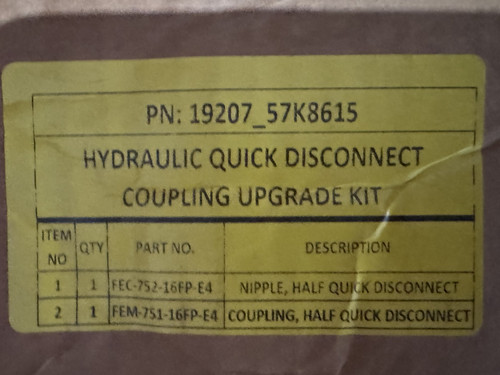 PN: 19207_57K8615
HYDRAULIC QUICK DISCONNECT
COUPLING UPGRADE KIT
ITEM NO QTY PART NO. DESCRIPTION
1 1 FEC-752-16FP-E4 NIPPLE, HALF QUICK DISCONNECT
2 1 FEM-751-16FP-E4 COUPLING, HALF QUICK DISCONNECT